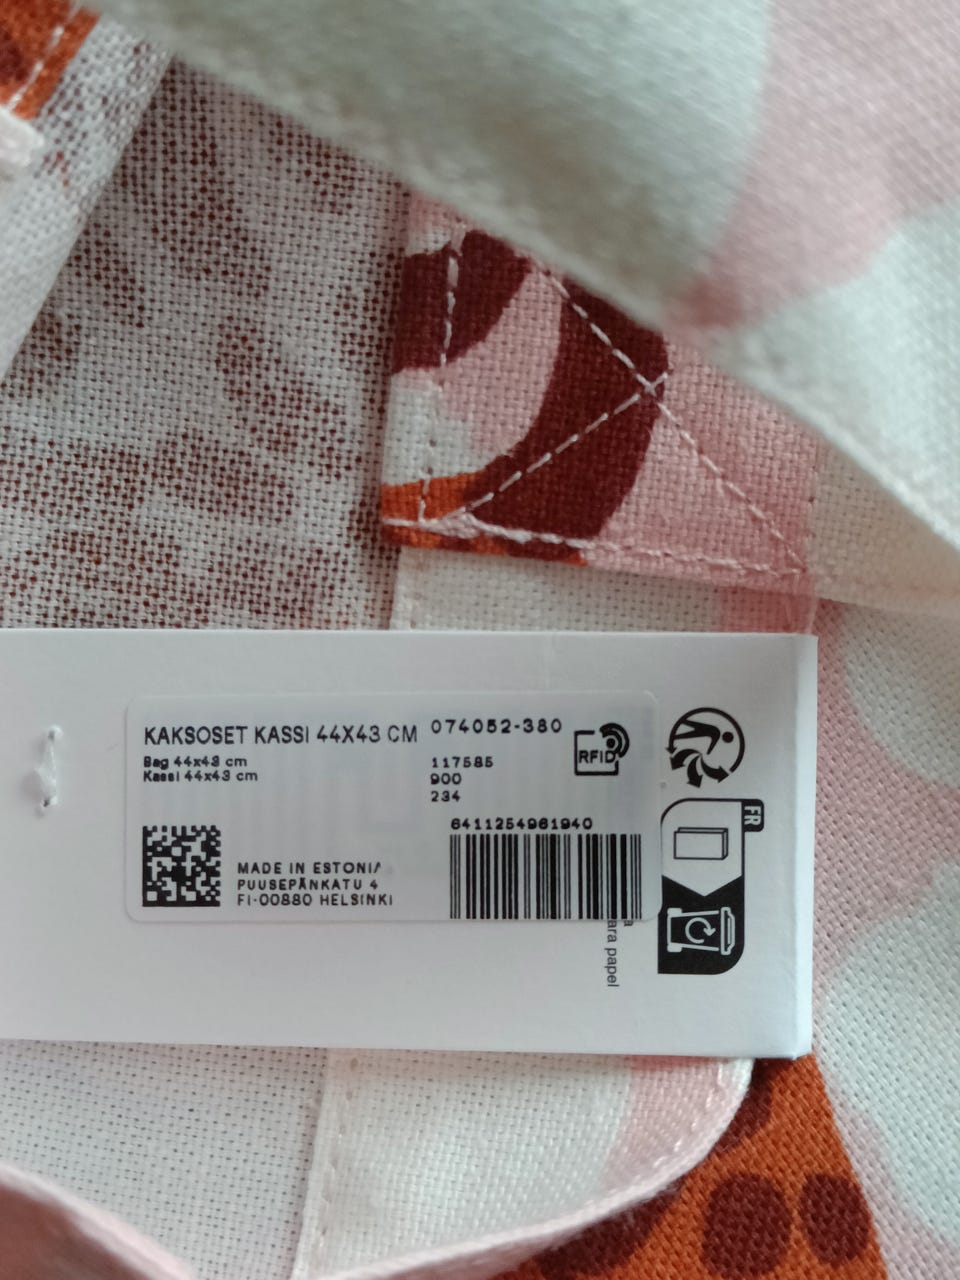 KAKSOSET KASSI 44X43 CM
074052-380
Bag 44x43 cm
Kassi 44x43 cm
117585
900
234
RFID
6411254961940
MADE IN ESTONIA
PUUSEPÄNKATU 4
FI-00880 HELSINKI
FR
a
ara papel